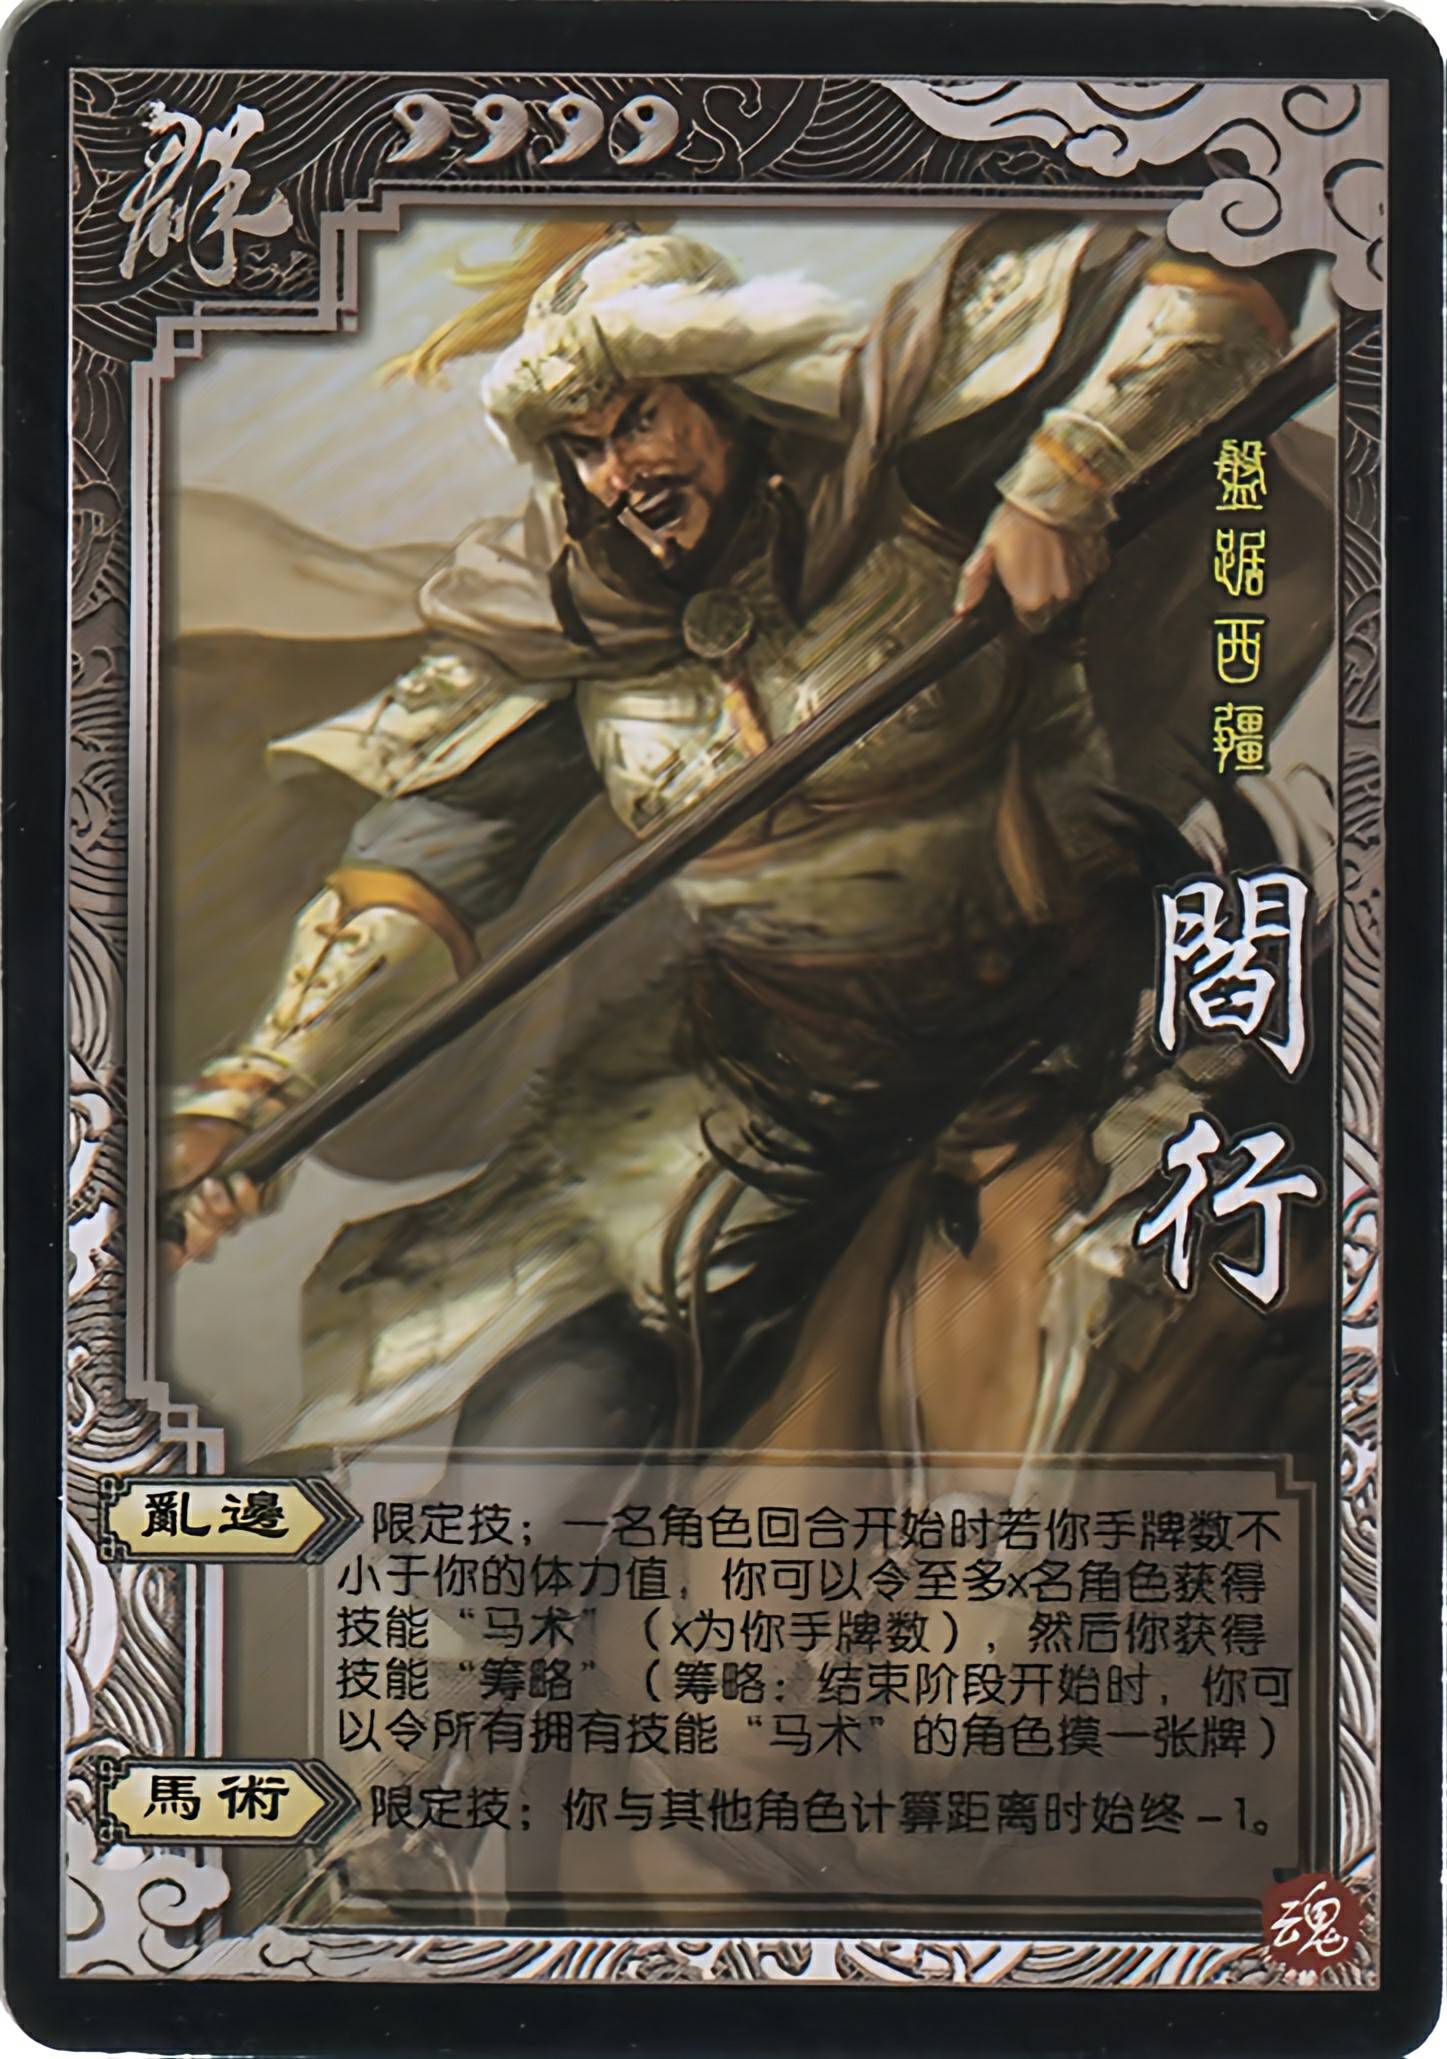 群
盤踞西疆
閻行
亂邊
限定技；一名角色回合开始时若你手牌数不
小于你的体力值，你可以令至多x名角色获得
技能“马术”（x为你手牌数），然后你获得
技能“筹略”（筹略：结束阶段开始时，你可
以令所有拥有技能“马术”的角色摸一张牌）
馬術
限定技；你与其他角色计算距离时始终-1。
魂